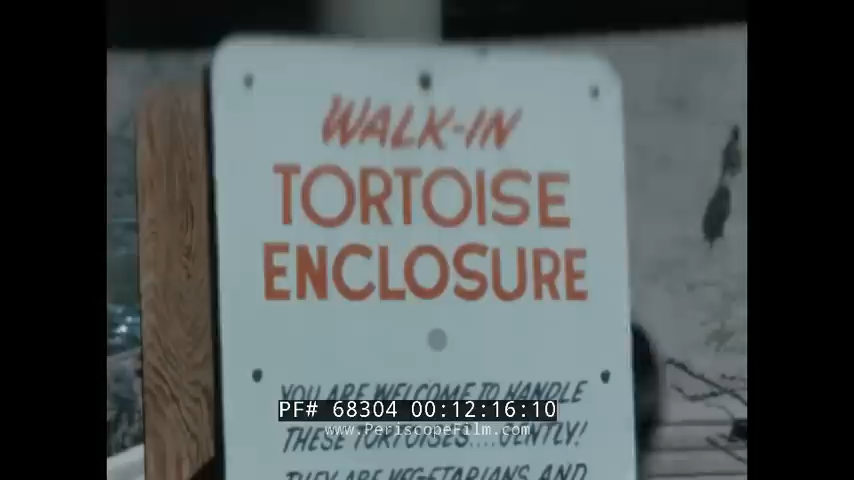 WALK-IN
TORTOISE
ENCLOSURE
YOU ARE WELCOME TO HANDLE
PF# 68304 00:12:16:10
www.PeriscopeFilm.com
THESE TORTOISES....GENTLY!
THEY ARE VEGETARIANS AND